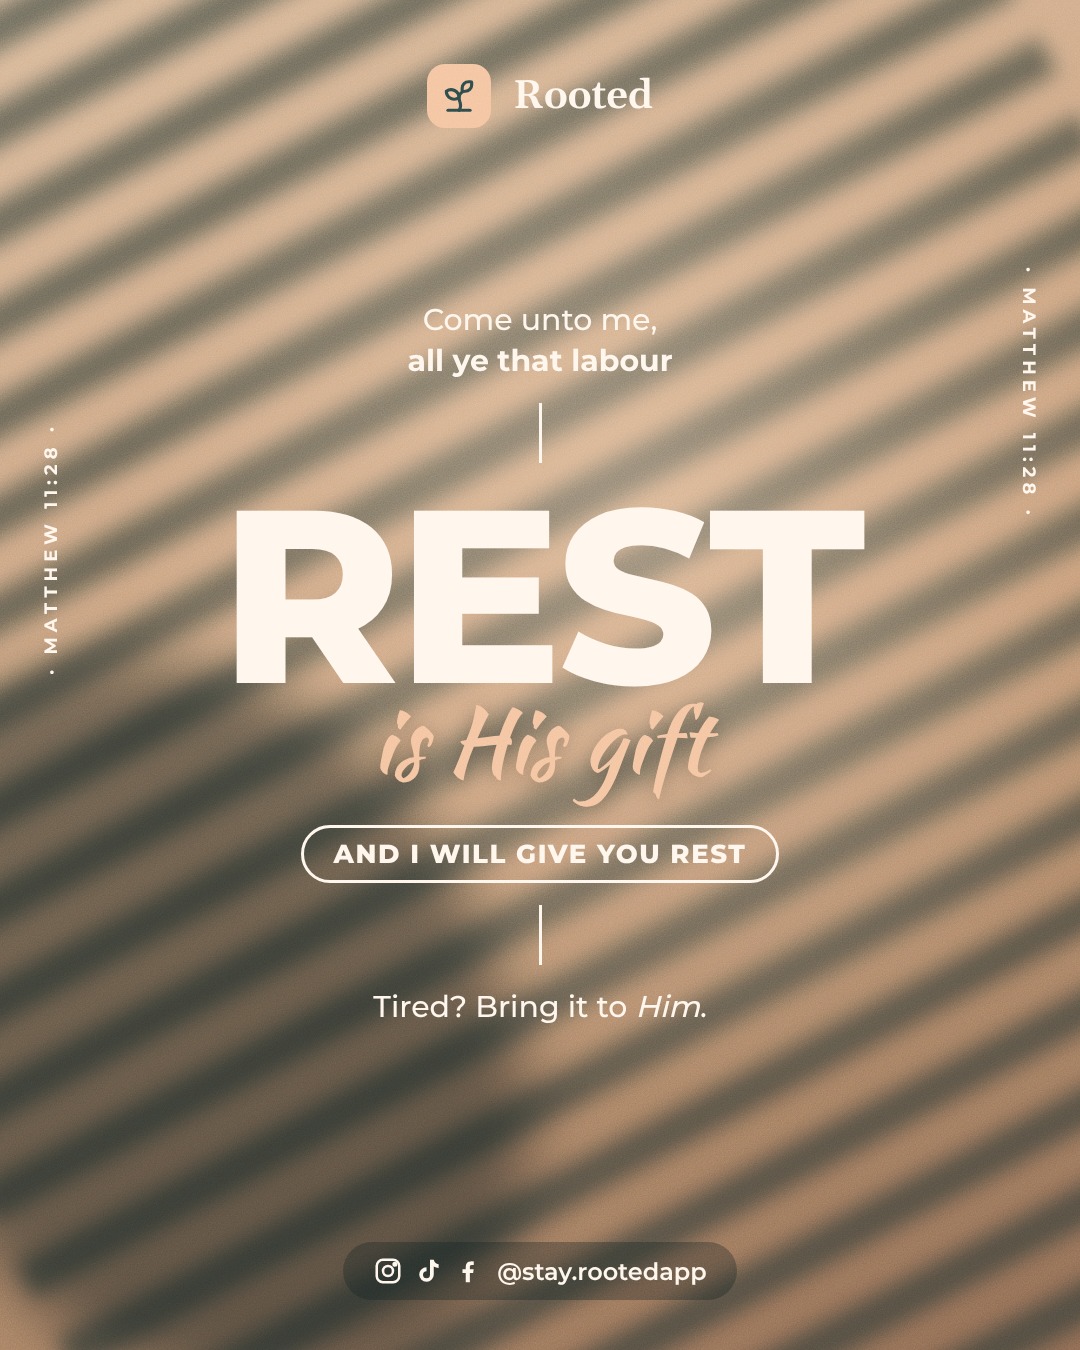 Rooted
Come unto me,
all ye that labour
· MATTHEW 11:28 ·
· MATTHEW 11:28 ·
REST
is His gift
AND I WILL GIVE YOU REST
Tired? Bring it to Him.
@stay.rootedapp